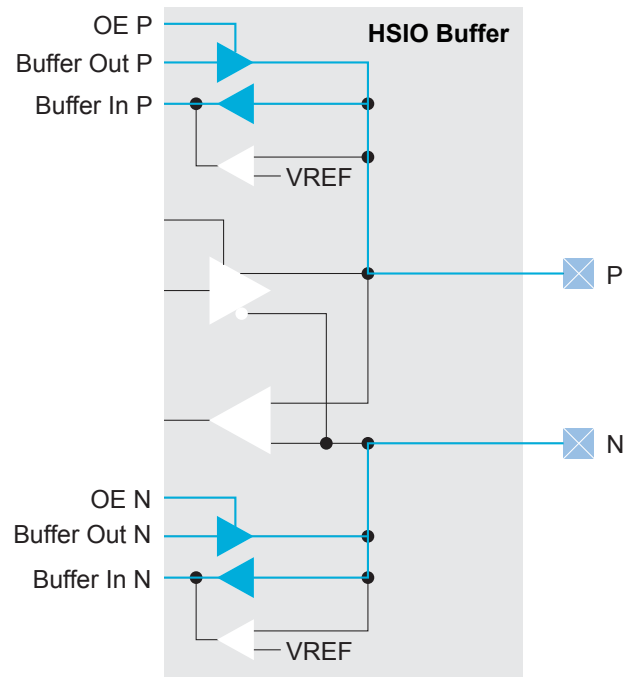 OE P
HSIO Buffer
Buffer Out P
Buffer In P
VREF
P
N
OE N
Buffer Out N
Buffer In N
VREF